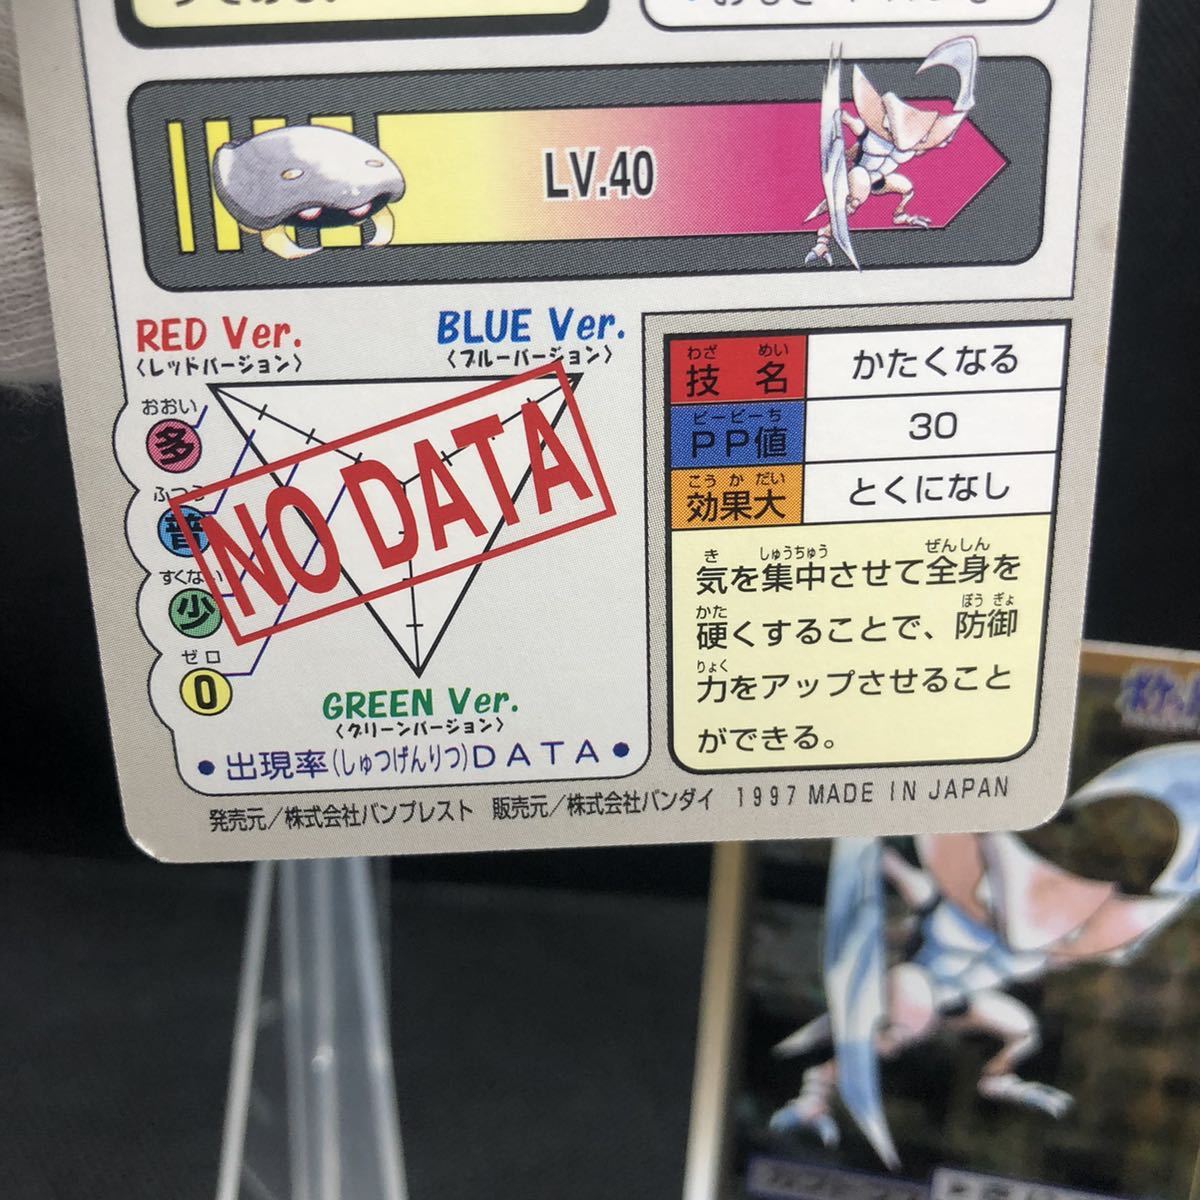 LV.40
RED Ver.
〈レッドバージョン〉
BLUE Ver.
〈ブルーバージョン〉
おおい
多
ふつう
普
すくない
少
ゼロ
0
NO DATA
GREEN Ver.
〈グリーンバージョン〉
●出現率(しゅつげんりつ)DATA●
わざ めい
技 名
かたくなる
ピーピーち
PP値
30
こうかだい
効果大
とくになし
き しゅうちゅう ぜんしん
気を集中させて全身を
かた ぼうぎょ
硬くすることで、防御
りょく
力をアップさせること
ができる。
発売元/株式会社バンプレスト 販売元/株式会社バンダイ 1997 MADE IN JAPAN